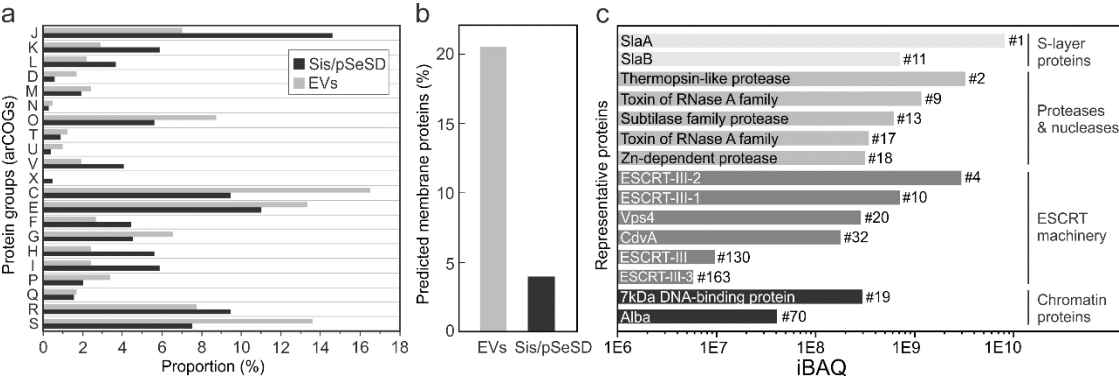 a
Protein groups (arCOGs)
J
K
L
D
M
N
O
T
U
V
X
C
E
F
G
H
I
P
Q
R
S
Sis/pSeSD
EVs
0 2 4 6 8 10 12 14 16 18
Proportion (%)
b
Predicted membrane proteins (%)
20
15
10
5
0
EVs Sis/pSeSD
c
Representative proteins
SlaA #1
SlaB #11
S-layer
proteins
Thermopsin-like protease #2
Toxin of RNase A family #9
Subtilase family protease #13
Toxin of RNase A family #17
Zn-dependent protease #18
Proteases
& nucleases
ESCRT-III-2 #4
ESCRT-III-1 #10
Vps4 #20
CdvA #32
ESCRT-III #130
ESCRT-III-3 #163
ESCRT
machinery
7kDa DNA-binding protein #19
Alba #70
Chromatin
proteins
1E6 1E7 1E8 1E9 1E10
iBAQ